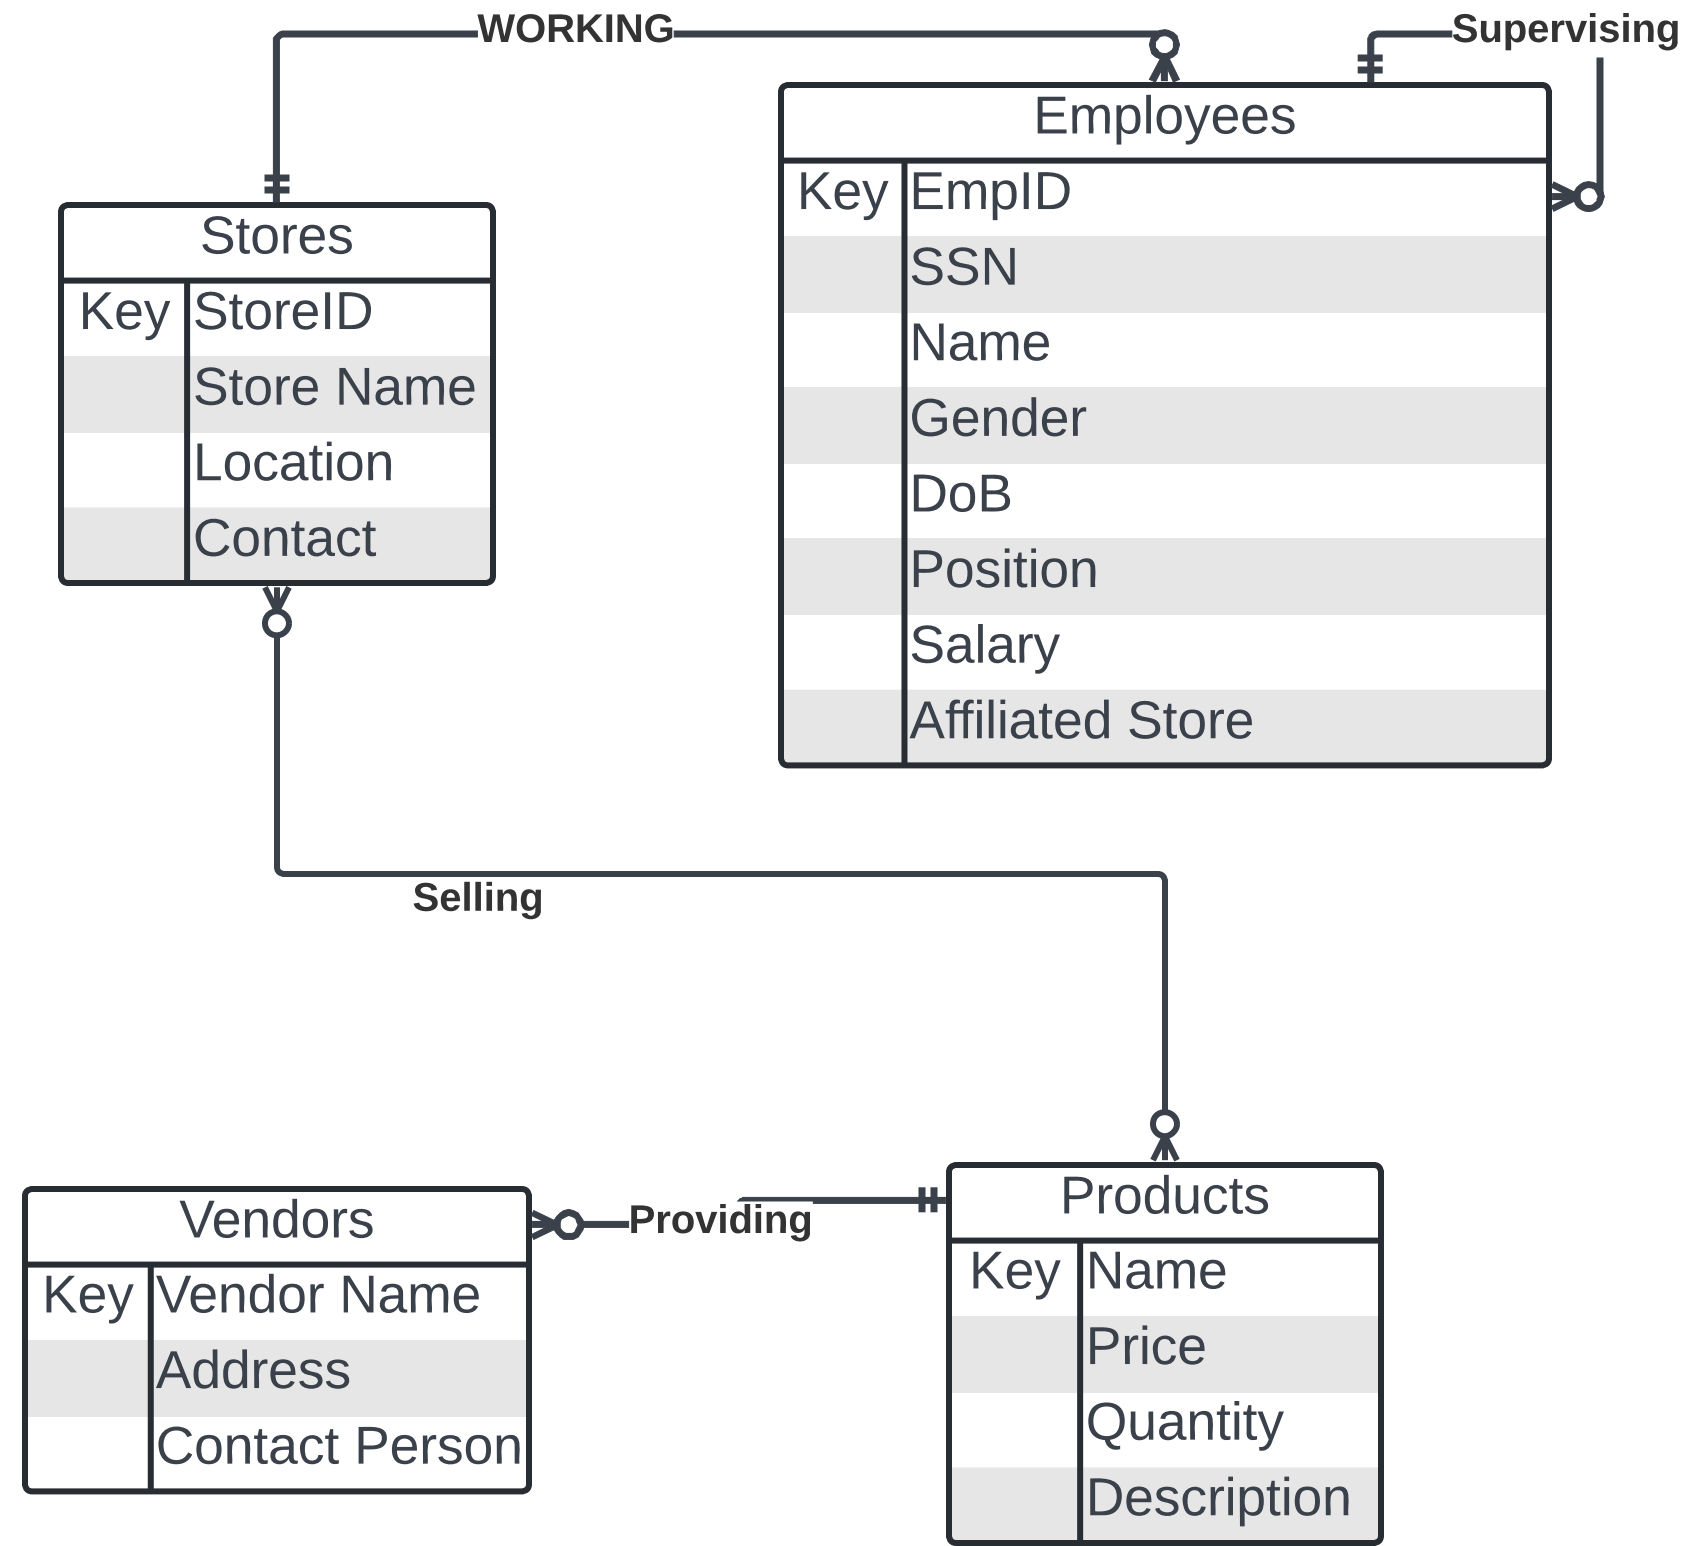 WORKING
Supervising
Employees
Key EmpID
SSN
Name
Gender
DoB
Position
Salary
Affiliated Store
Stores
Key StoreID
Store Name
Location
Contact
Selling
Providing
Vendors
Key Vendor Name
Address
Contact Person
Products
Key Name
Price
Quantity
Description